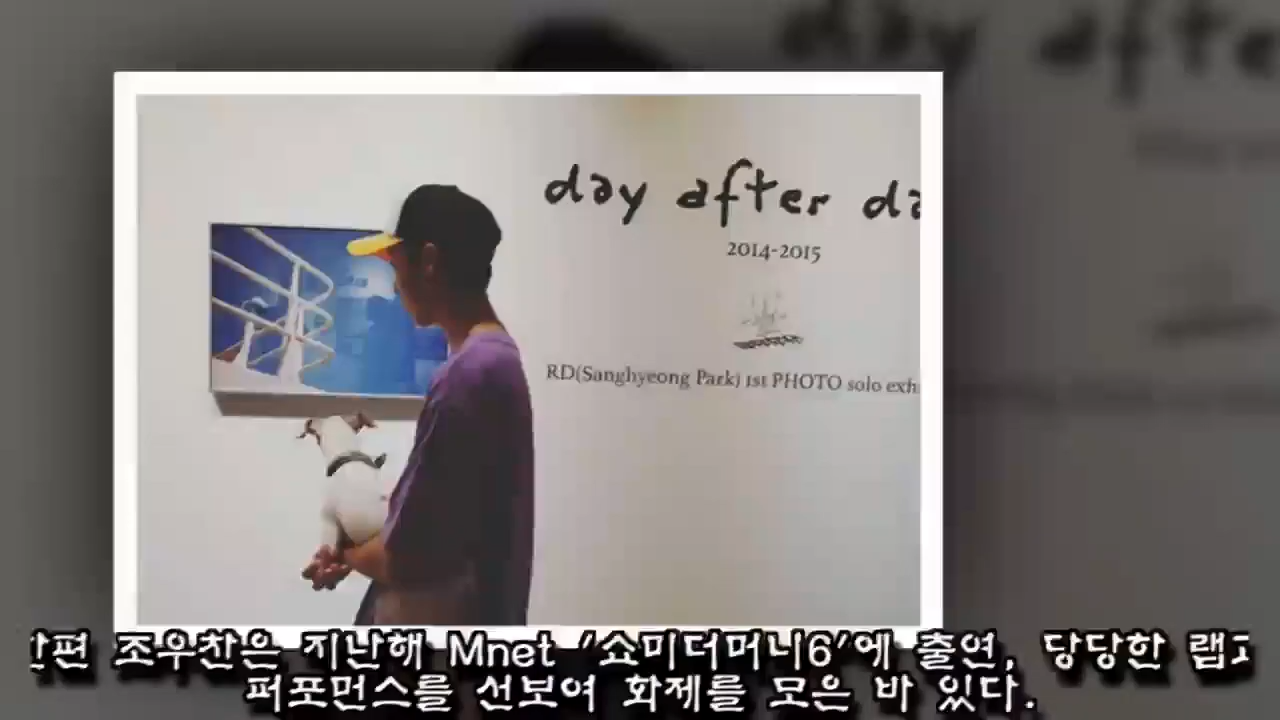 day after da
2014-2015
RD(Sanghyeong Park) 1st PHOTO solo exh
조우찬은 지난해 Mnet '쇼미더머니6'에 출연, 당당한 랩
퍼포먼스를 선보여 화제를 모은 바 있다.